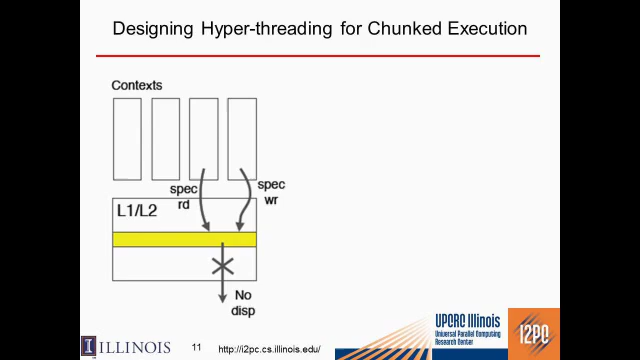 Designing Hyper-threading for Chunked Execution
Contexts
spec
rd
spec
wr
L1/L2
No
disp
ILLINOIS
11
http://i2pc.cs.illinois.edu/
UPCRC Illinois
Universal Parallel Computing
Research Center
I2PC